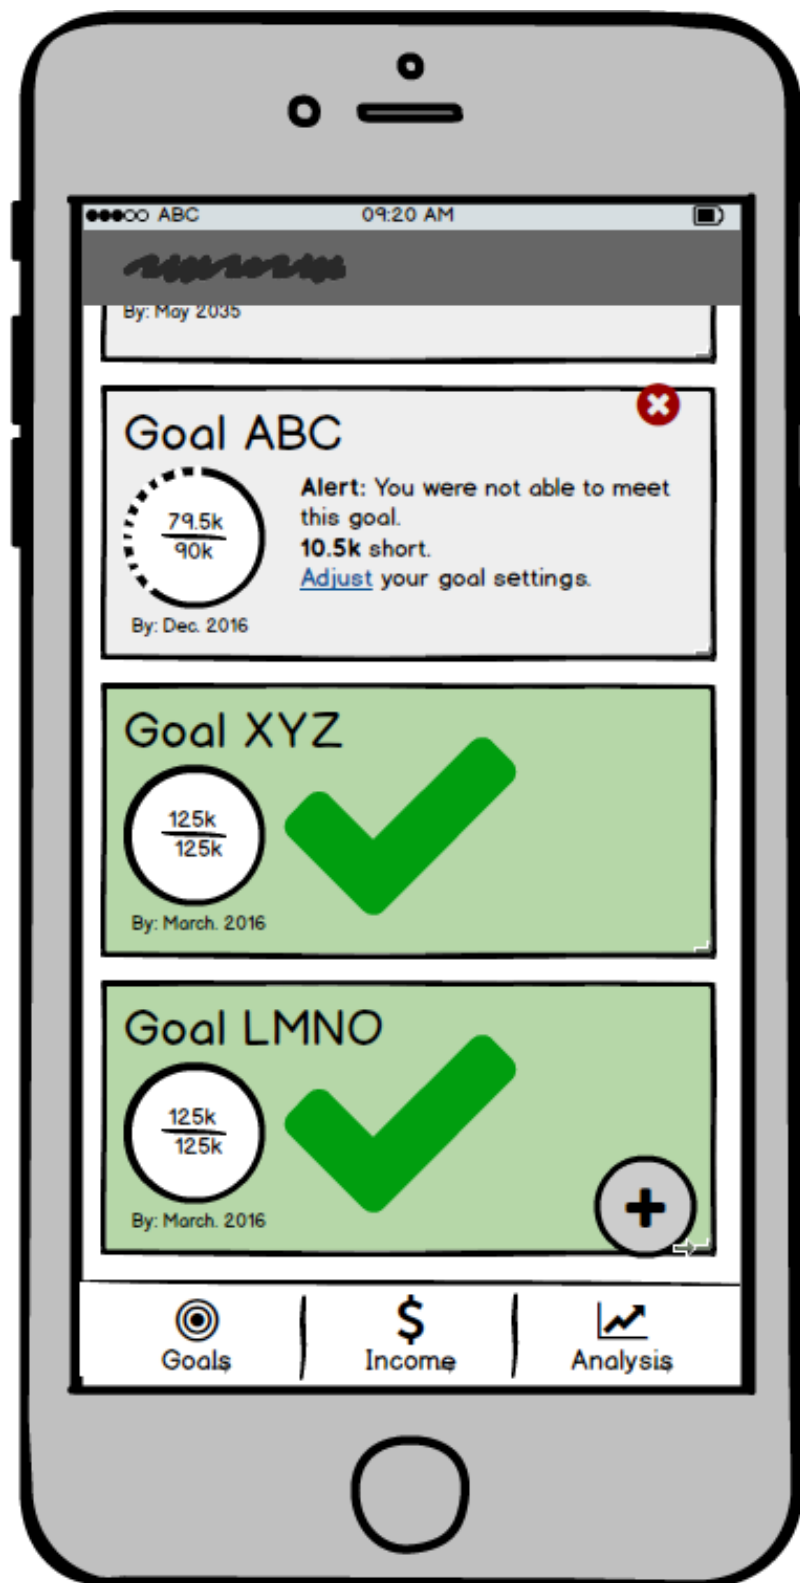 ABC 09:20 AM
By: May 2035
Goal ABC
79.5k
90k
By: Dec. 2016
Alert: You were not able to meet
this goal.
10.5k short.
Adjust your goal settings.
Goal XYZ
125k
125k
By: March. 2016
Goal LMNO
125k
125k
By: March. 2016
Goals Income Analysis